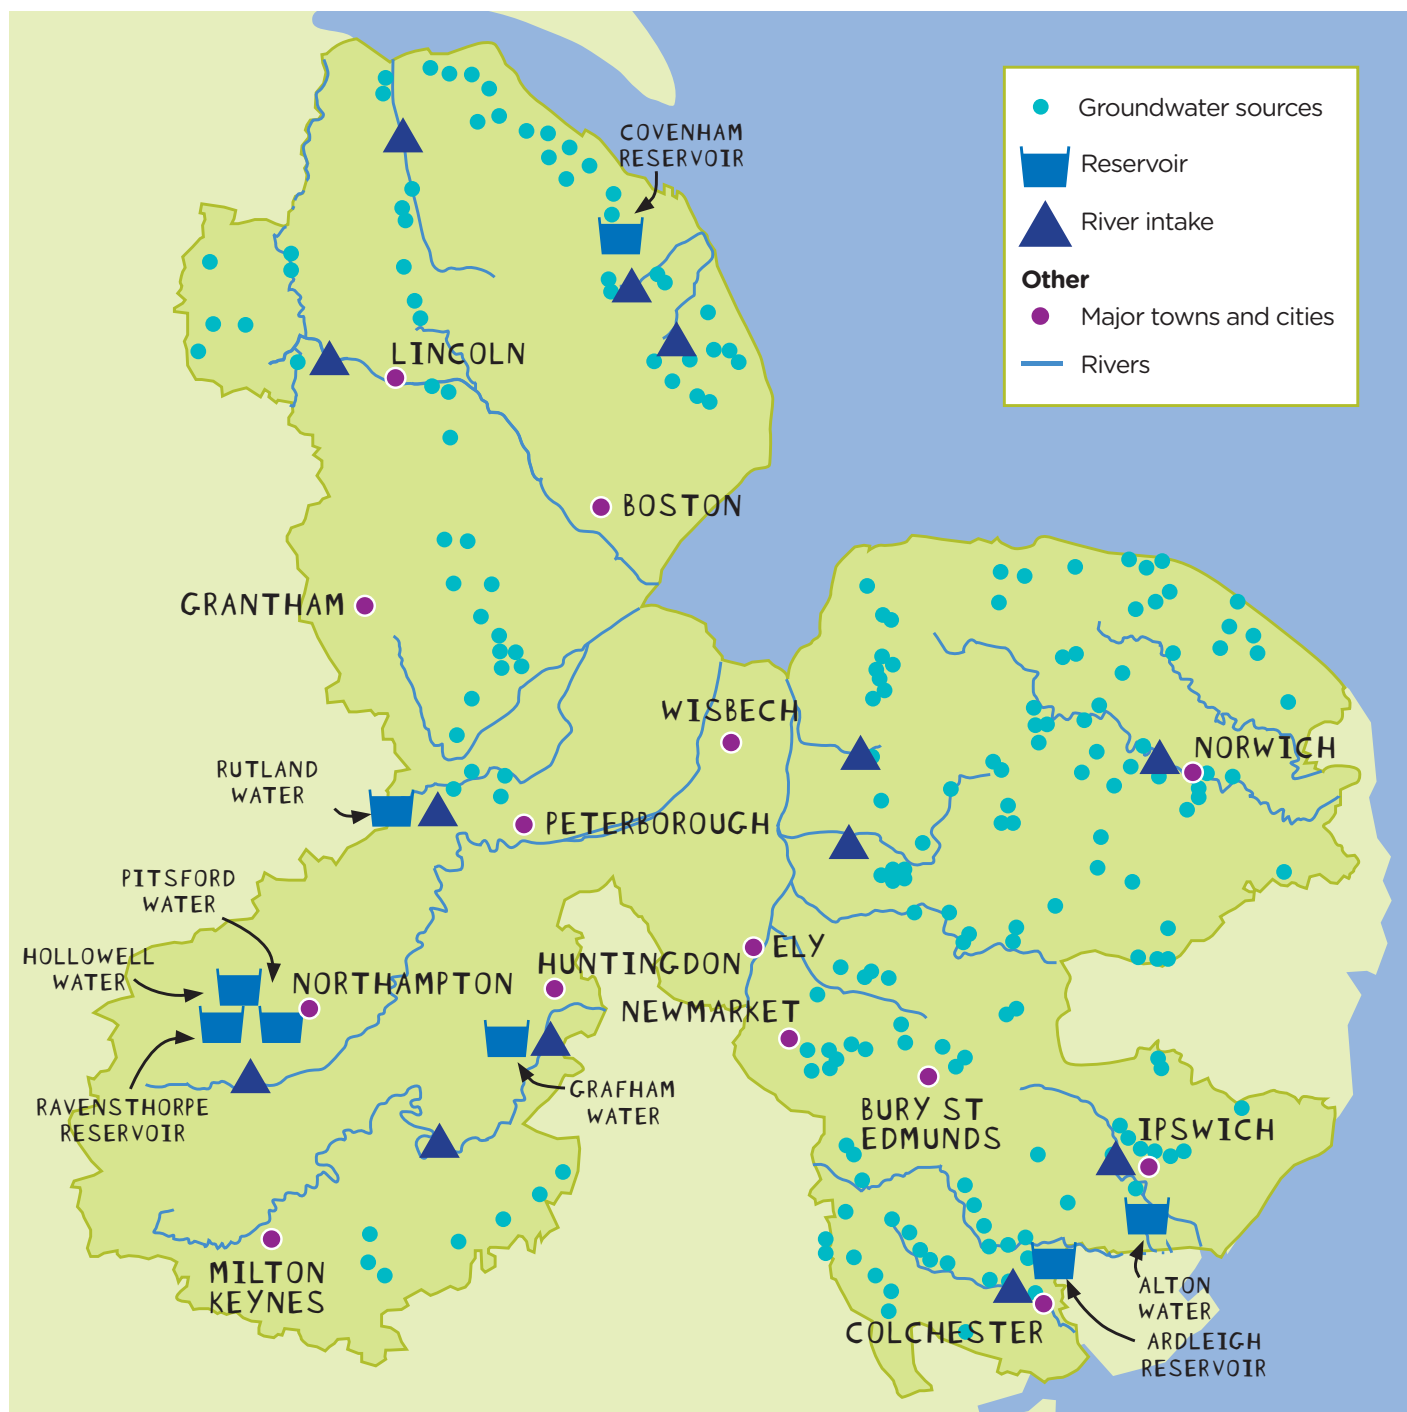 COVENHAM
RESERVOIR
Groundwater sources
Reservoir
River intake
Other
Major towns and cities
Rivers
LINCOLN
BOSTON
GRANTHAM
WISBECH
NORWICH
RUTLAND
WATER
PETERBOROUGH
PITSFORD
WATER
HOLLOWELL
WATER
NORTHAMPTON
HUNTINGDON
ELY
NEWMARKET
RAVENSTHORPE
RESERVOIR
GRAFHAM
WATER
BURY ST
EDMUNDS
IPSWICH
MILTON
KEYNES
ALTON
WATER
COLCHESTER
ARDLEIGH
RESERVOIR